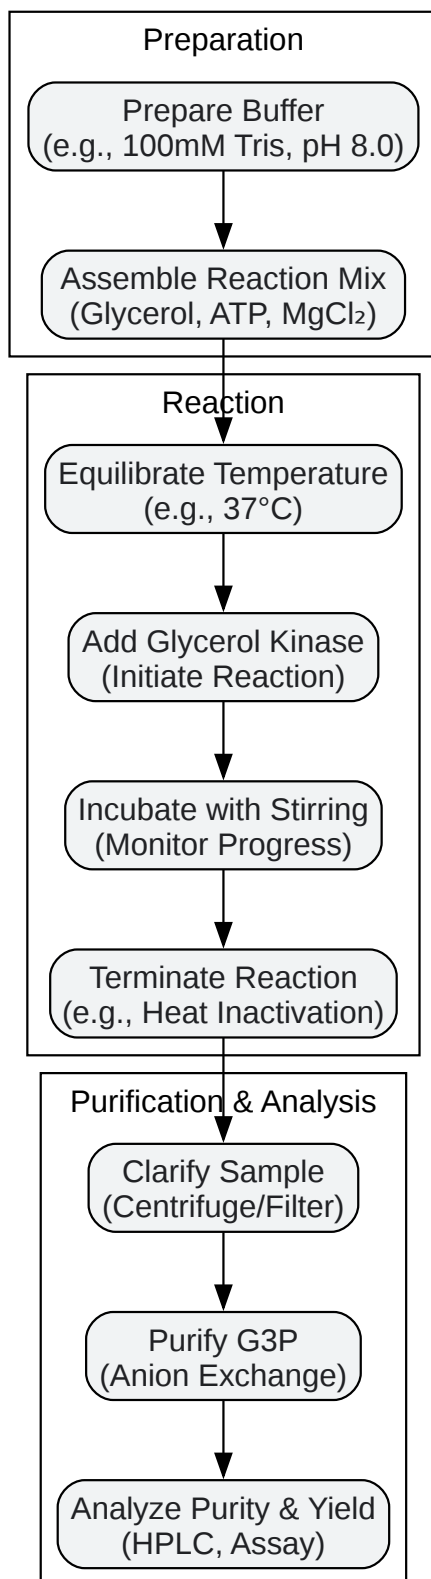 Preparation
Prepare Buffer
(e.g., 100mM Tris, pH 8.0)
Assemble Reaction Mix
(Glycerol, ATP, MgCl₂)
Reaction
Equilibrate Temperature
(e.g., 37°C)
Add Glycerol Kinase
(Initiate Reaction)
Incubate with Stirring
(Monitor Progress)
Terminate Reaction
(e.g., Heat Inactivation)
Purification & Analysis
Clarify Sample
(Centrifuge/Filter)
Purify G3P
(Anion Exchange)
Analyze Purity & Yield
(HPLC, Assay)